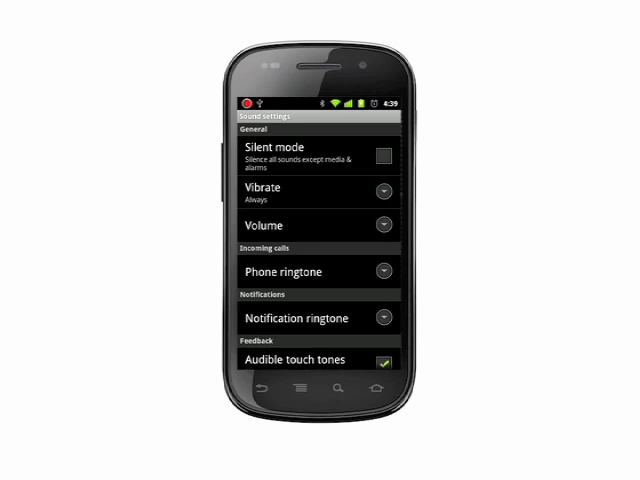 4:39
Sound settings
General
Silent mode
Silence all sounds except media &
alarms
Vibrate
Always
Volume
Incoming calls
Phone ringtone
Notifications
Notification ringtone
Feedback
Audible touch tones